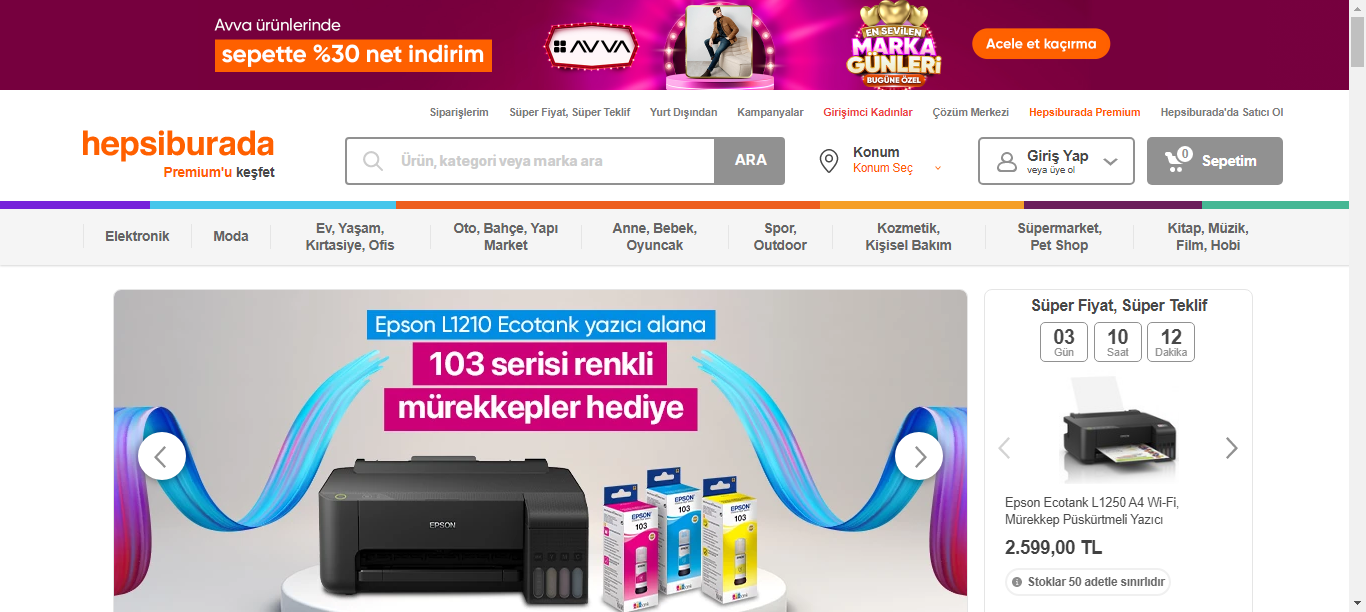 Avva ürünlerinde
sepette %30 net indirim
AVVA
EN SEVİLEN
MARKA
GÜNLERİ
BUGÜNE ÖZEL
Acele et kaçırma
Siparişlerim
Süper Fiyat, Süper Teklif
Yurt Dışından
Kampanyalar
Girişimci Kadınlar
Çözüm Merkezi
Hepsiburada Premium
Hepsiburada'da Satıcı Ol
hepsiburada
Premium'u keşfet
Ürün, kategori veya marka ara
ARA
Konum
Konum Seç
Giriş Yap
veya üye ol
0
Sepetim
Elektronik
Moda
Ev, Yaşam,
Kırtasiye, Ofis
Oto, Bahçe, Yapı
Market
Anne, Bebek,
Oyuncak
Spor,
Outdoor
Kozmetik,
Kişisel Bakım
Süpermarket,
Pet Shop
Kitap, Müzik,
Film, Hobi
Epson L1210 Ecotank yazıcı alana
103 serisi renkli
mürekkepler hediye
EPSON
EPSON
103
EPSON
103
EPSON
103
Süper Fiyat, Süper Teklif
03
Gün
10
Saat
12
Dakika
Epson Ecotank L1250 A4 Wi-Fi,
Mürekkep Püskürtmeli Yazıcı
2.599,00 TL
Stoklar 50 adetle sınırlıdır